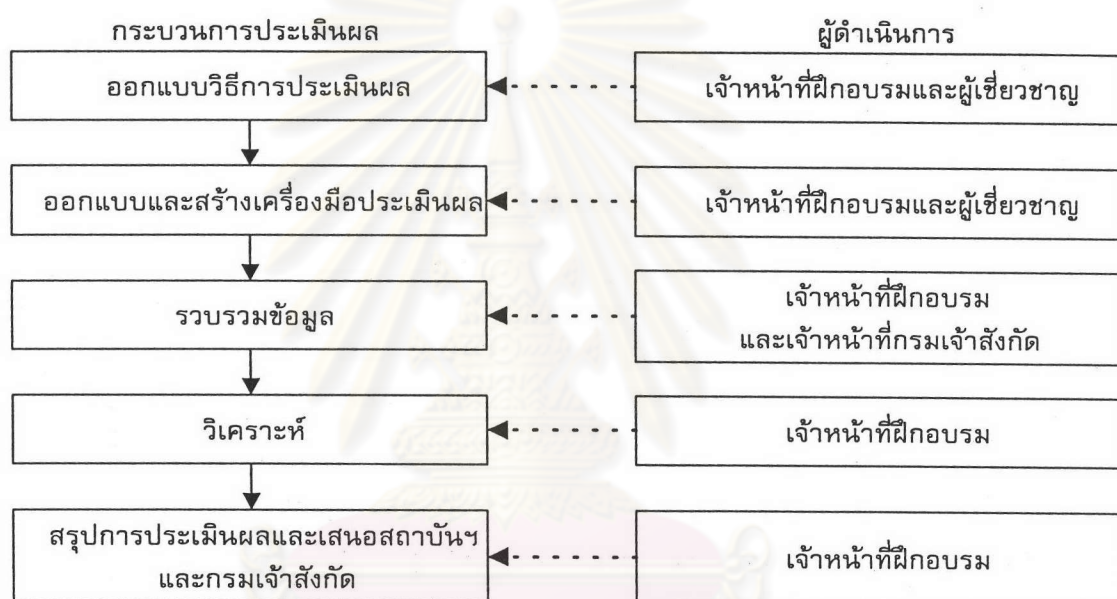 กระบวนการประเมินผล
ผู้ดำเนินการ
ออกแบบวิธีการประเมินผล
เจ้าหน้าที่ฝึกอบรมและผู้เชี่ยวชาญ
ออกแบบและสร้างเครื่องมือประเมินผล
เจ้าหน้าที่ฝึกอบรมและผู้เชี่ยวชาญ
รวบรวมข้อมูล
เจ้าหน้าที่ฝึกอบรม
และเจ้าหน้าที่กรมเจ้าสังกัด
วิเคราะห์
เจ้าหน้าที่ฝึกอบรม
สรุปการประเมินผลและเสนอสถาบันฯ
และกรมเจ้าสังกัด
เจ้าหน้าที่ฝึกอบรม